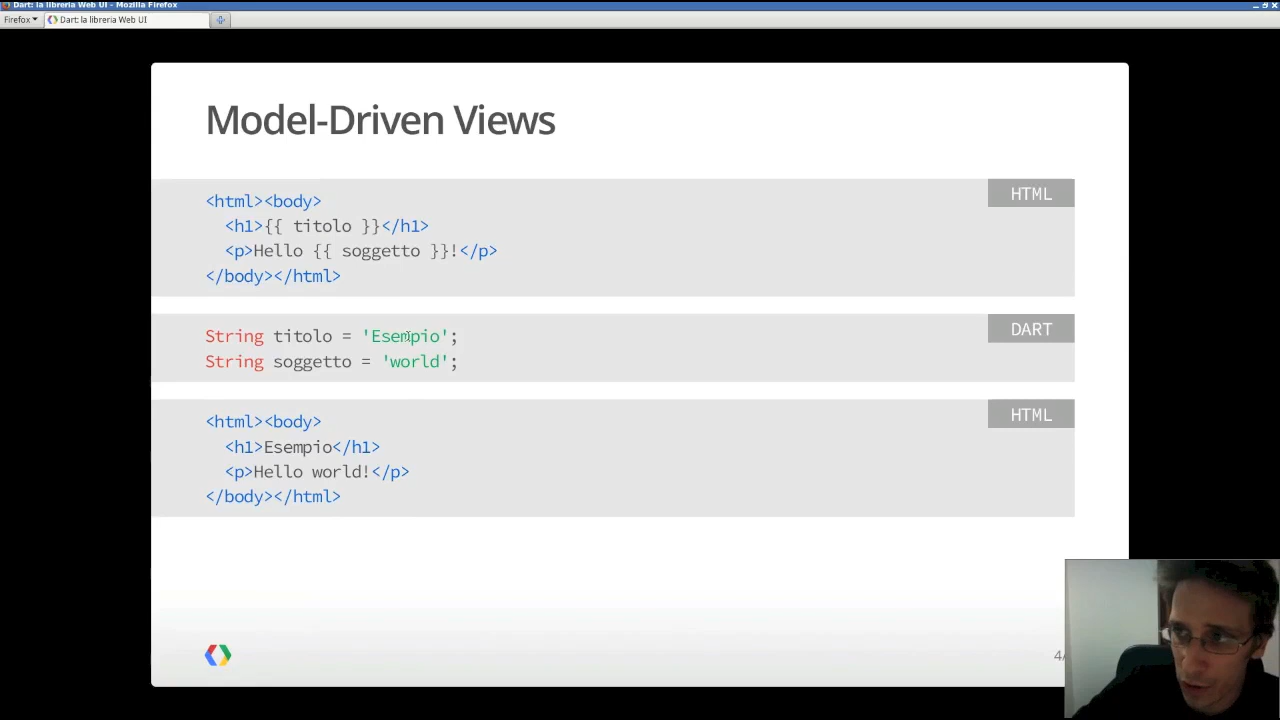 Dart: la libreria Web UI - Mozilla Firefox
Firefox
Dart: la libreria Web UI
Model-Driven Views
HTML
<html><body>
<h1>{{ titolo }}</h1>
<p>Hello {{ soggetto }}!</p>
</body></html>
DART
String titolo = 'Esempio';
String soggetto = 'world';
HTML
<html><body>
<h1>Esempio</h1>
<p>Hello world!</p>
</body></html>
4/